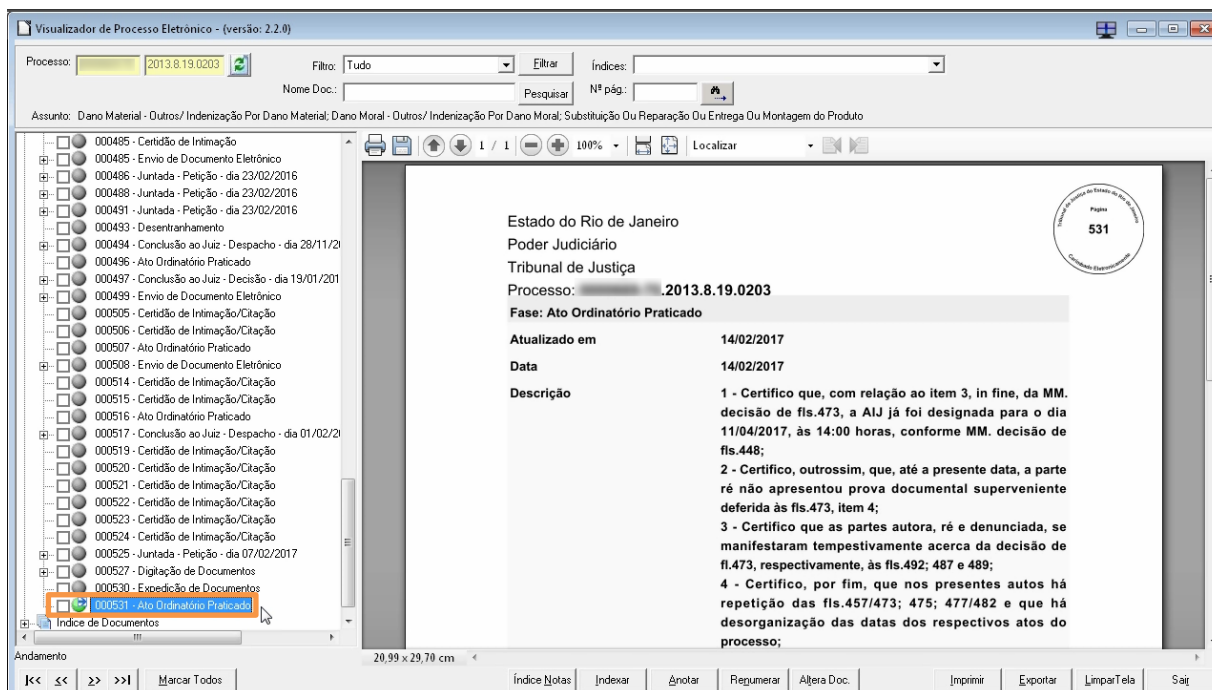 Visualizador de Processo Eletrônico - (versão: 2.2.0)
Processo: 2013.8.19.0203 Filtro: Tudo Filtrar Índices:
Nome Doc.: Pesquisar Nª pág.:
Assunto: Dano Material - Outros/ Indenização Por Dano Material; Dano Moral - Outros/ Indenização Por Dano Moral; Substituição Ou Reparação Ou Entrega Ou Montagem do Produto
000485 - Certidão de Intimação
000485 - Envio de Documento Eletrônico
000486 - Juntada - Petição - dia 23/02/2016
000488 - Juntada - Petição - dia 23/02/2016
000491 - Juntada - Petição - dia 23/02/2016
000493 - Desentranhamento
000494 - Conclusão ao Juiz - Despacho - dia 28/11/2
000496 - Ato Ordinatório Praticado
000497 - Conclusão ao Juiz - Decisão - dia 19/01/201
000499 - Envio de Documento Eletrônico
000505 - Certidão de Intimação/Citação
000506 - Certidão de Intimação/Citação
000507 - Ato Ordinatório Praticado
000508 - Envio de Documento Eletrônico
000514 - Certidão de Intimação/Citação
000515 - Certidão de Intimação/Citação
000516 - Ato Ordinatório Praticado
000517 - Conclusão ao Juiz - Despacho - dia 01/02/2
000519 - Certidão de Intimação/Citação
000520 - Certidão de Intimação/Citação
000521 - Certidão de Intimação/Citação
000522 - Certidão de Intimação/Citação
000523 - Certidão de Intimação/Citação
000524 - Certidão de Intimação/Citação
000525 - Juntada - Petição - dia 07/02/2017
000527 - Digitação de Documentos
000530 - Expedição de Documentos
000531 - Ato Ordinatório Praticado
Índice de Documentos
Andamento
1 / 1 100% Localizar
Tribunal de Justiça do Estado do Rio de Janeiro
Página
531
Carimbado Eletronicamente
Estado do Rio de Janeiro
Poder Judiciário
Tribunal de Justiça
Processo: .2013.8.19.0203
Fase: Ato Ordinatório Praticado
Atualizado em 14/02/2017
Data 14/02/2017
Descrição 1 - Certifico que, com relação ao item 3, in fine, da MM.
decisão de fls.473, a AIJ já foi designada para o dia
11/04/2017, às 14:00 horas, conforme MM. decisão de
fls.448;
2 - Certifico, outrossim, que, até a presente data, a parte
ré não apresentou prova documental superveniente
deferida às fls.473, item 4;
3 - Certifico que as partes autora, ré e denunciada, se
manifestaram tempestivamente acerca da decisão de
fl.473, respectivamente, às fls.492; 487 e 489;
4 - Certifico, por fim, que nos presentes autos há
repetição das fls.457/473; 475; 477/482 e que há
desorganização das datas dos respectivos atos do
processo;
20,99 x 29,70 cm
|<< << >> >>| Marcar Todos Índice Notas Indexar Anotar Renumerar Altera Doc. Imprimir Exportar LimparTela Sair